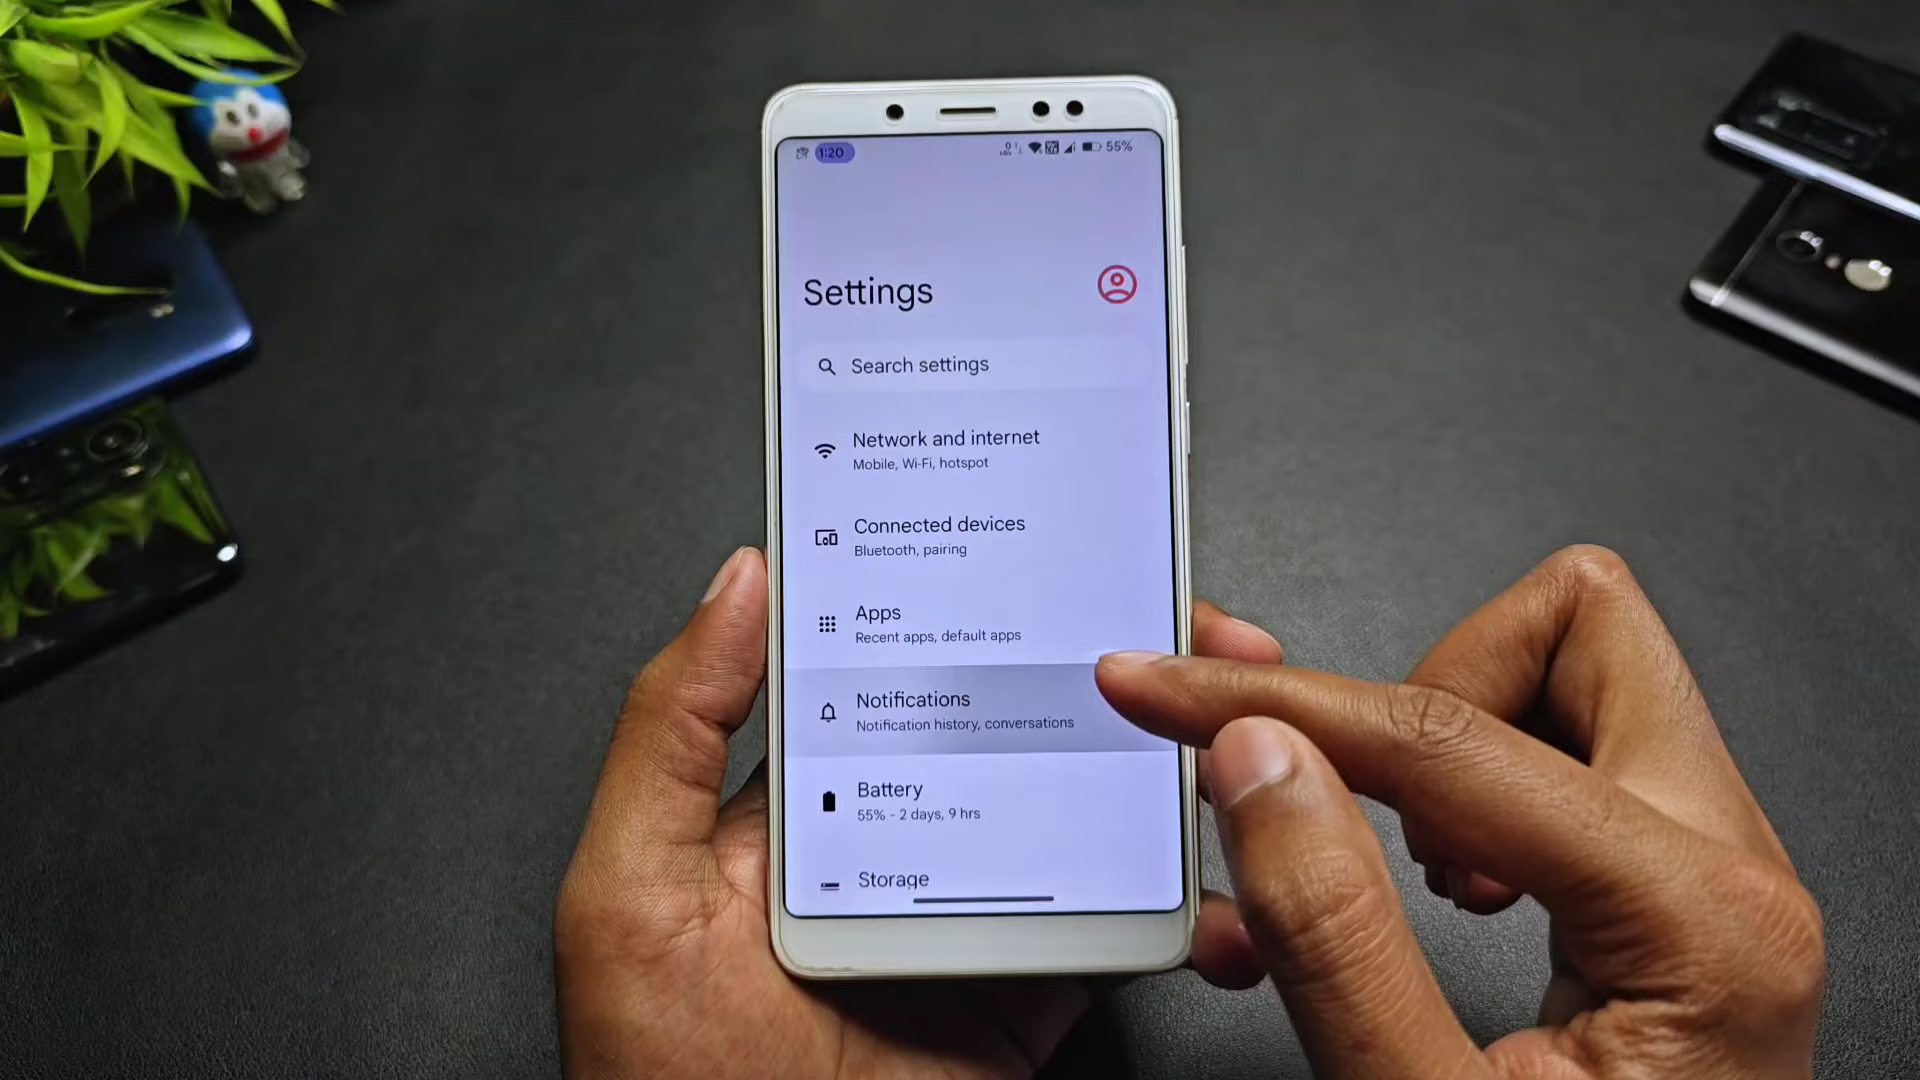 1:20
55%
Settings
Search settings
Network and internet
Mobile, Wi-Fi, hotspot
Connected devices
Bluetooth, pairing
Apps
Recent apps, default apps
Notifications
Notification history, conversations
Battery
55% - 2 days, 9 hrs
Storage